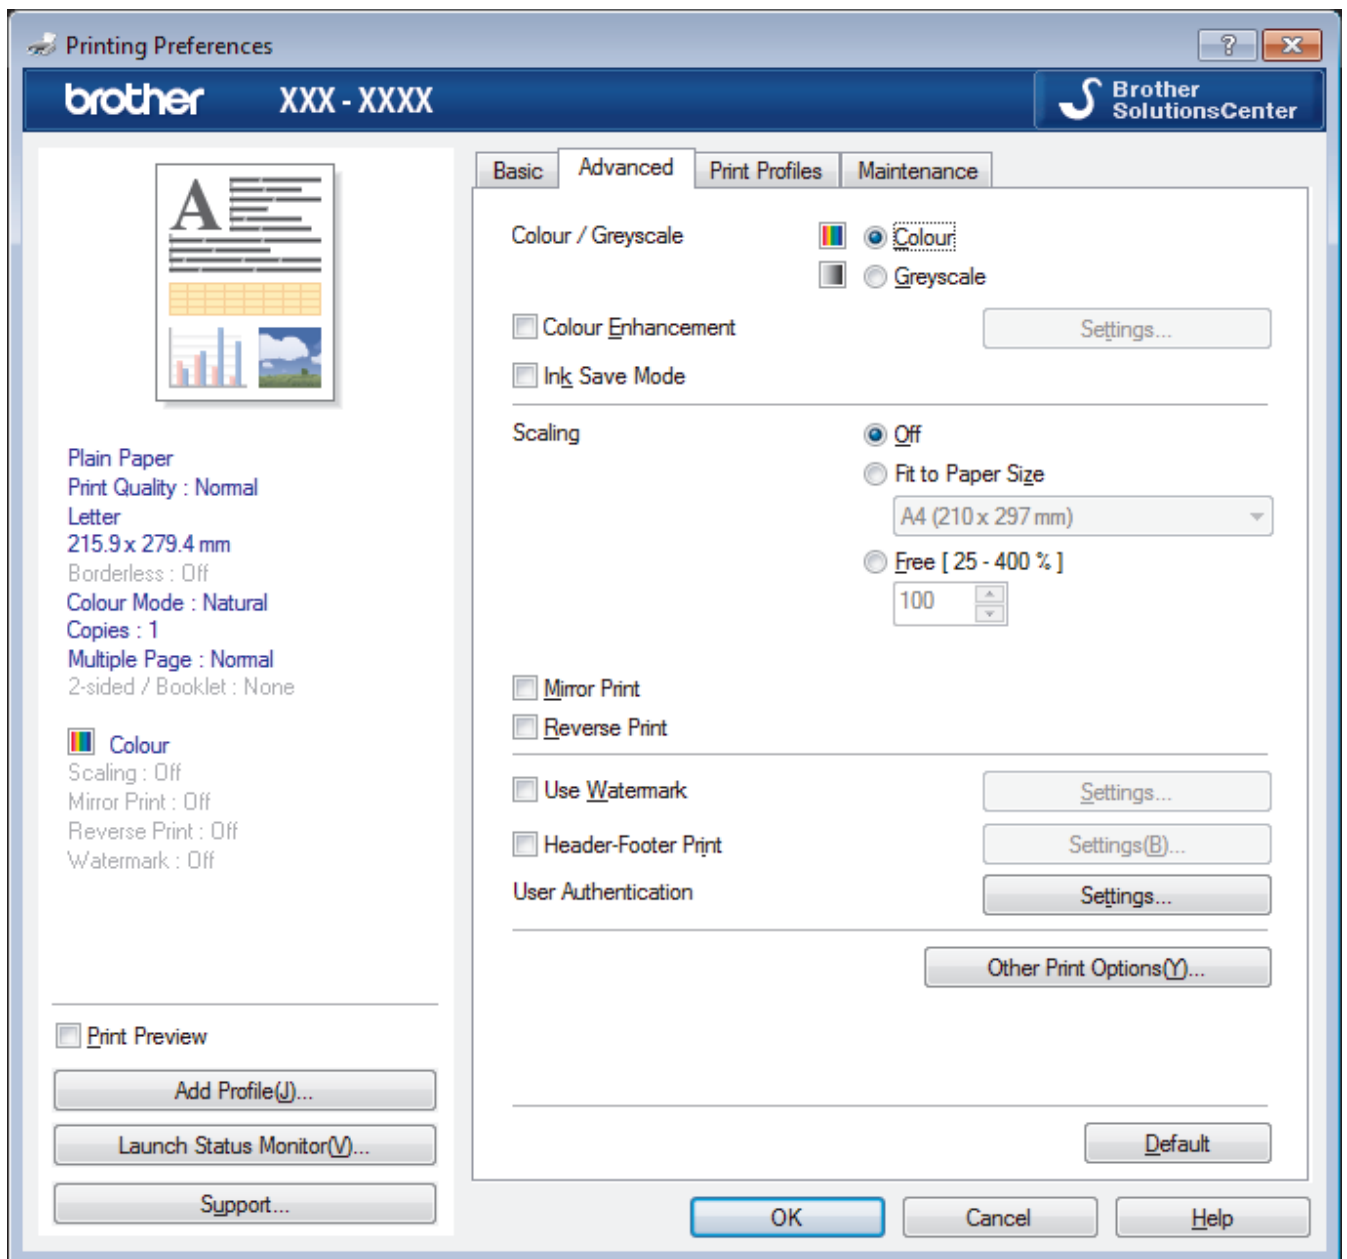 Printing Preferences
brother XXX - XXXX
Brother
SolutionsCenter
A
Plain Paper
Print Quality : Normal
Letter
215.9 x 279.4 mm
Borderless : Off
Colour Mode : Natural
Copies : 1
Multiple Page : Normal
2-sided / Booklet : None
Colour
Scaling : Off
Mirror Print : Off
Reverse Print : Off
Watermark : Off
Print Preview
Add Profile(J)...
Launch Status Monitor(V)...
Support...
Basic Advanced Print Profiles Maintenance
Colour / Greyscale Colour
Greyscale
Colour Enhancement Settings...
Ink Save Mode
Scaling Off
Fit to Paper Size
A4 (210 x 297 mm)
Free [ 25 - 400 % ]
100
Mirror Print
Reverse Print
Use Watermark Settings...
Header-Footer Print Settings(B)...
User Authentication Settings...
Other Print Options(Y)...
Default
OK Cancel Help